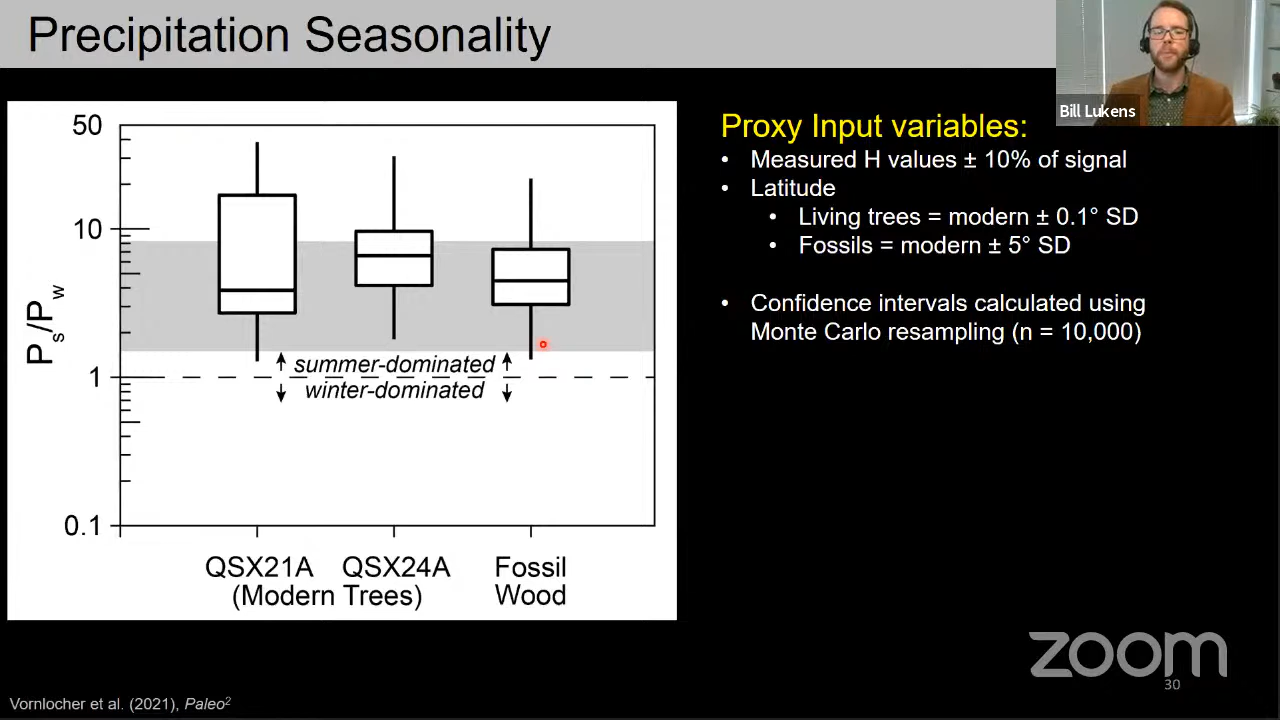 Precipitation Seasonality
Bill Lukens
50
10
1
0.1
Ps/Pw
summer-dominated
winter-dominated
QSX21A QSX24A Fossil
(Modern Trees) Wood
Proxy Input variables:
• Measured H values ± 10% of signal
• Latitude
• Living trees = modern ± 0.1° SD
• Fossils = modern ± 5° SD
• Confidence intervals calculated using
Monte Carlo resampling (n = 10,000)
zoom
30
Vornlocher et al. (2021), Paleo²